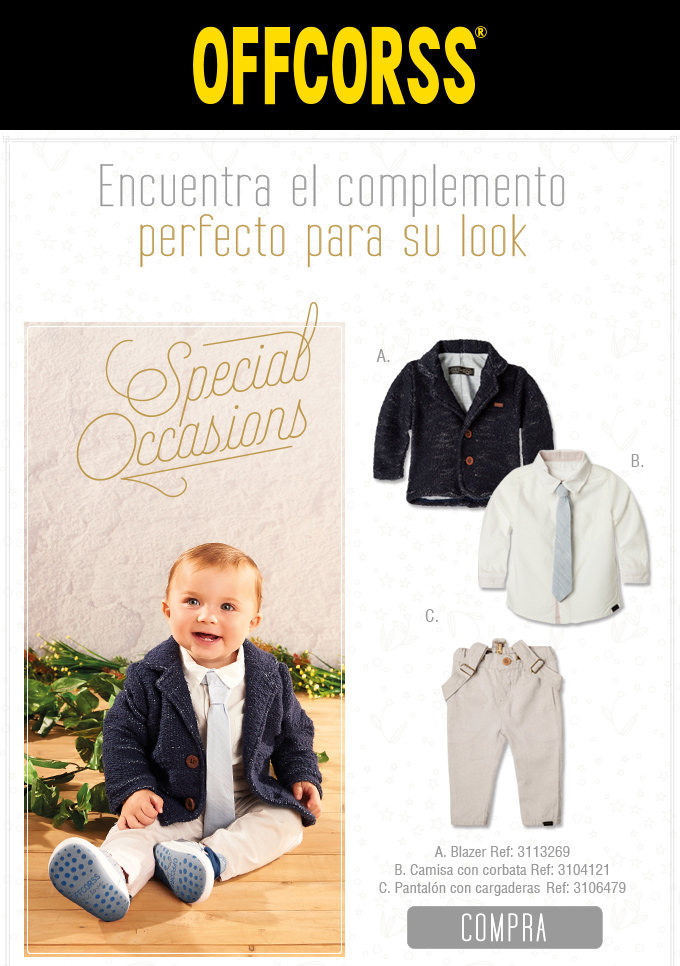 OFFCORSS®
Encuentra el complemento
perfecto para su look
Special
Occasions
A.
B.
C.
OFFCORSS
A. Blazer Ref: 3113269
B. Camisa con corbata Ref: 3104121
C. Pantalón con cargaderas Ref: 3106479
COMPRA